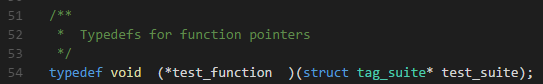 51 /**
52  *  Typedefs for function pointers
53  */
54 typedef void  (*test_function  )(struct tag_suite* test_suite);